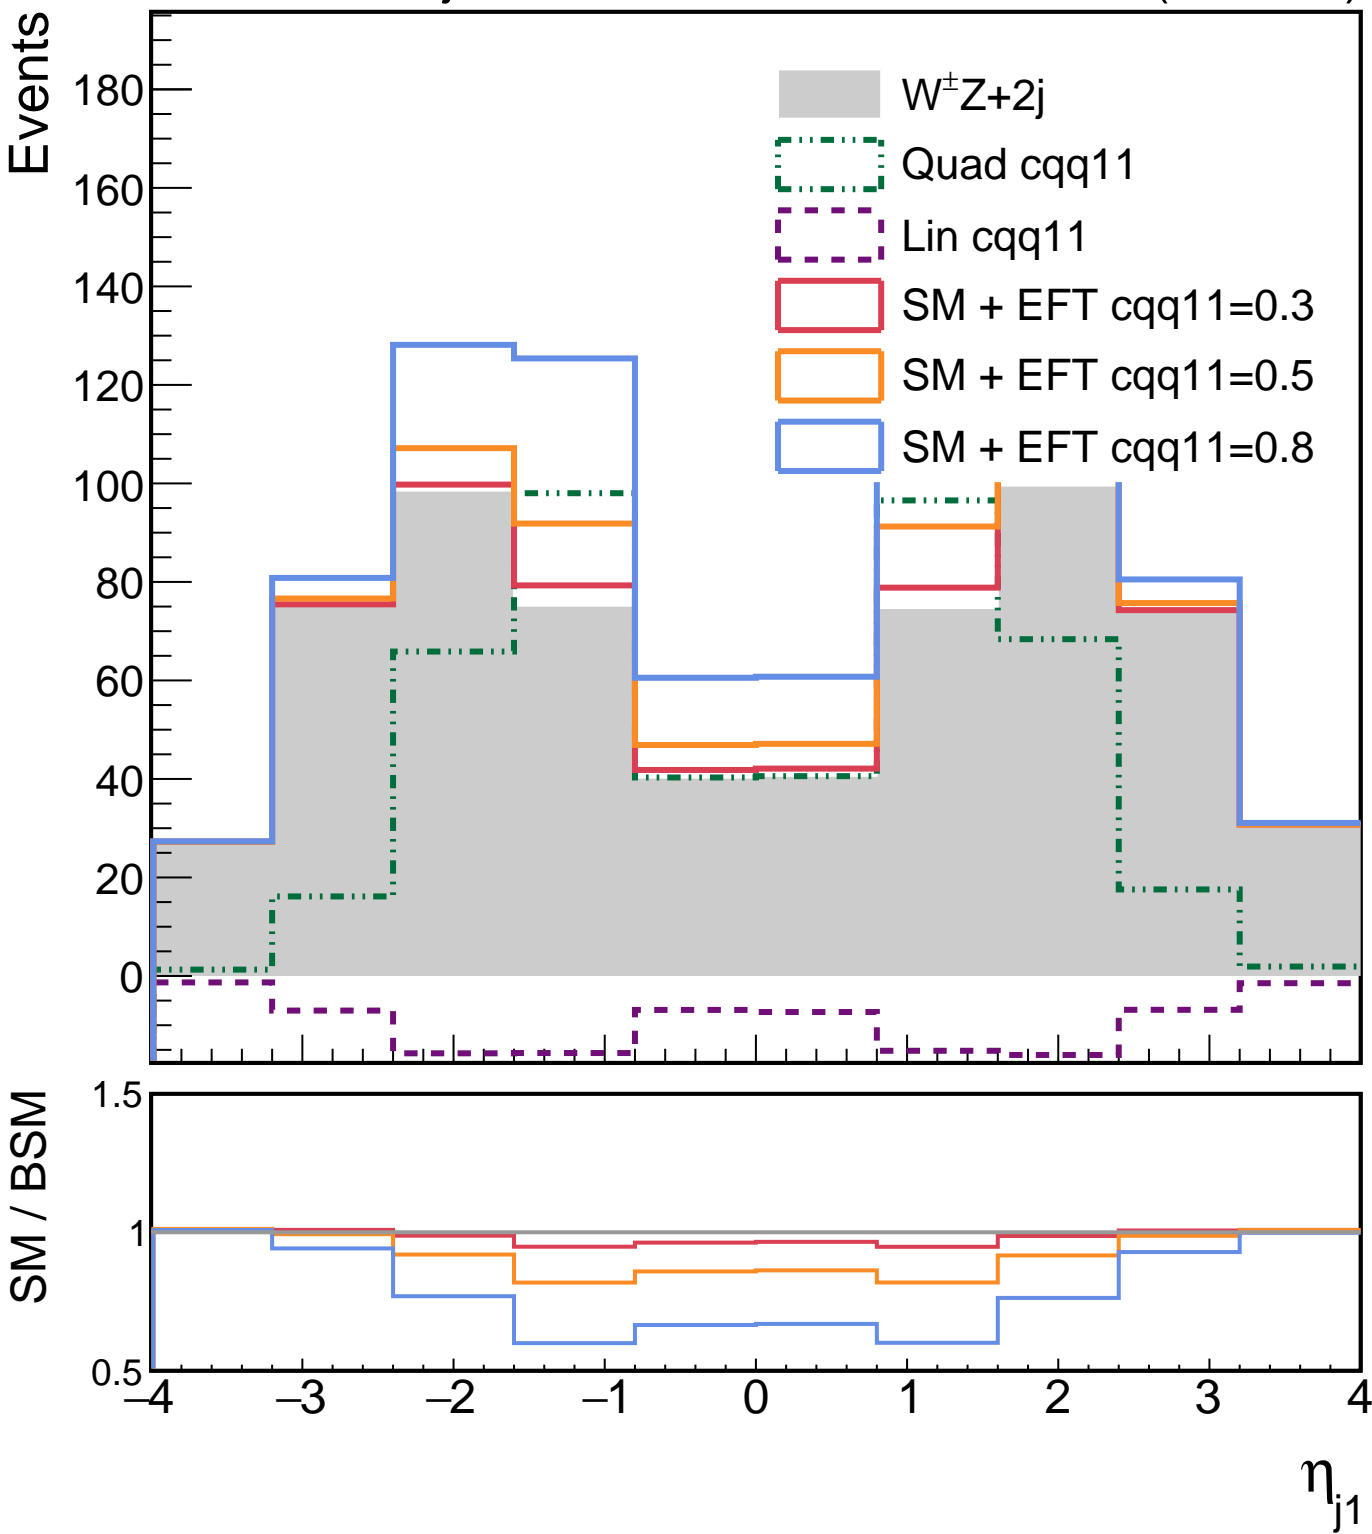 Events
180
160
140
120
100
80
60
40
20
0
W±Z+2j
Quad cqq11
Lin cqq11
SM + EFT cqq11=0.3
SM + EFT cqq11=0.5
SM + EFT cqq11=0.8
SM / BSM
1.5
1
0.5
−4 −3 −2 −1 0 1 2 3 4
ηj1